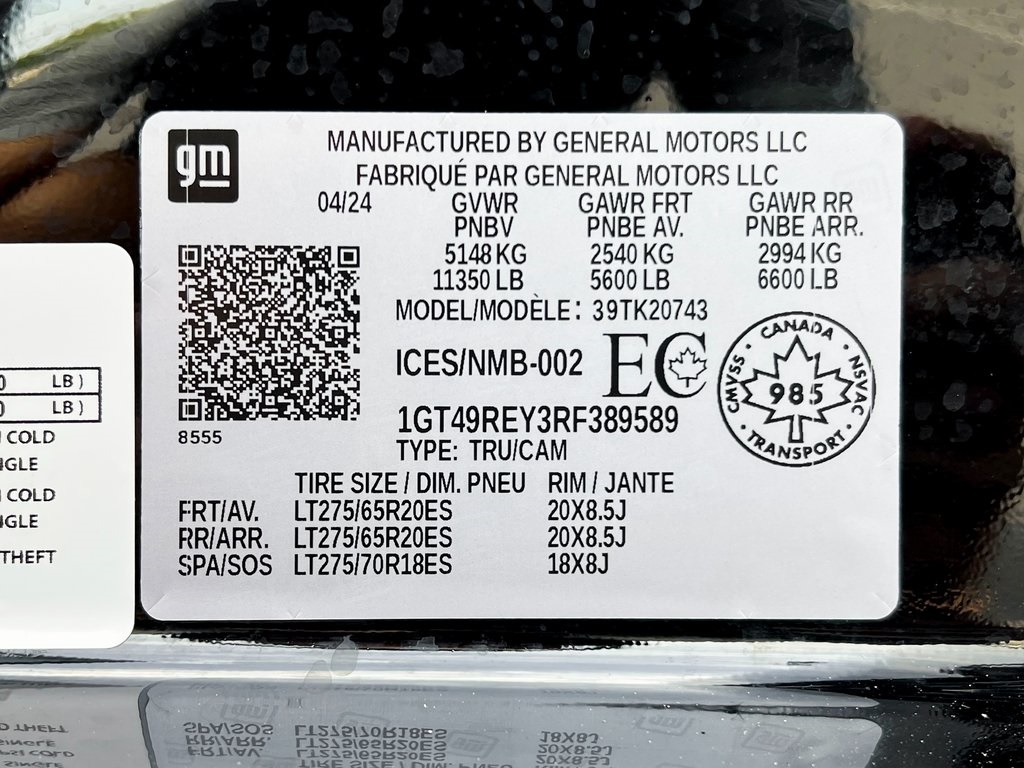 gm
MANUFACTURED BY GENERAL MOTORS LLC
FABRIQUÉ PAR GENERAL MOTORS LLC
04/24 GVWR GAWR FRT GAWR RR
PNBV PNBE AV. PNBE ARR.
5148 KG 2540 KG 2994 KG
11350 LB 5600 LB 6600 LB
MODEL/MODÈLE: 39TK20743
ICES/NMB-002 EC
CANADA
CMVSS · 985 · NSVAC
TRANSPORT
1GT49REY3RF389589
8555
TYPE: TRU/CAM
TIRE SIZE / DIM. PNEU RIM / JANTE
FRT/AV. LT275/65R20ES 20X8.5J
RR/ARR. LT275/65R20ES 20X8.5J
SPA/SOS LT275/70R18ES 18X8J
0 LB )
0 LB )
COLD
NGLE
COLD
NGLE
THEFT